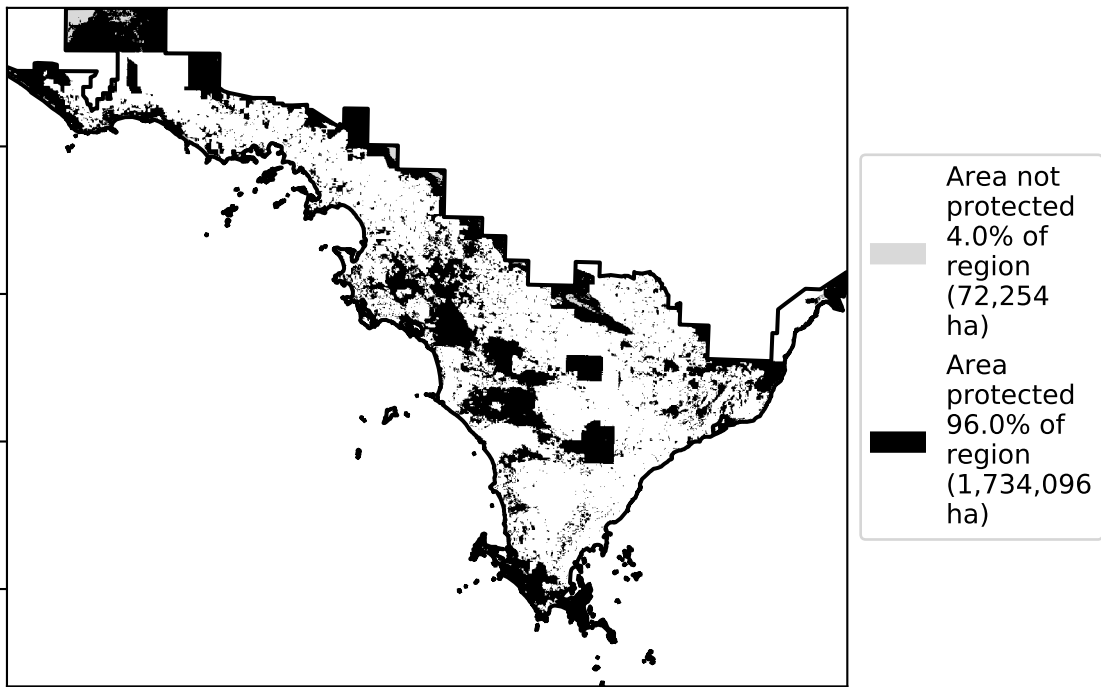 Area not
protected
4.0% of
region
(72,254
ha)
Area
protected
96.0% of
region
(1,734,096
ha)